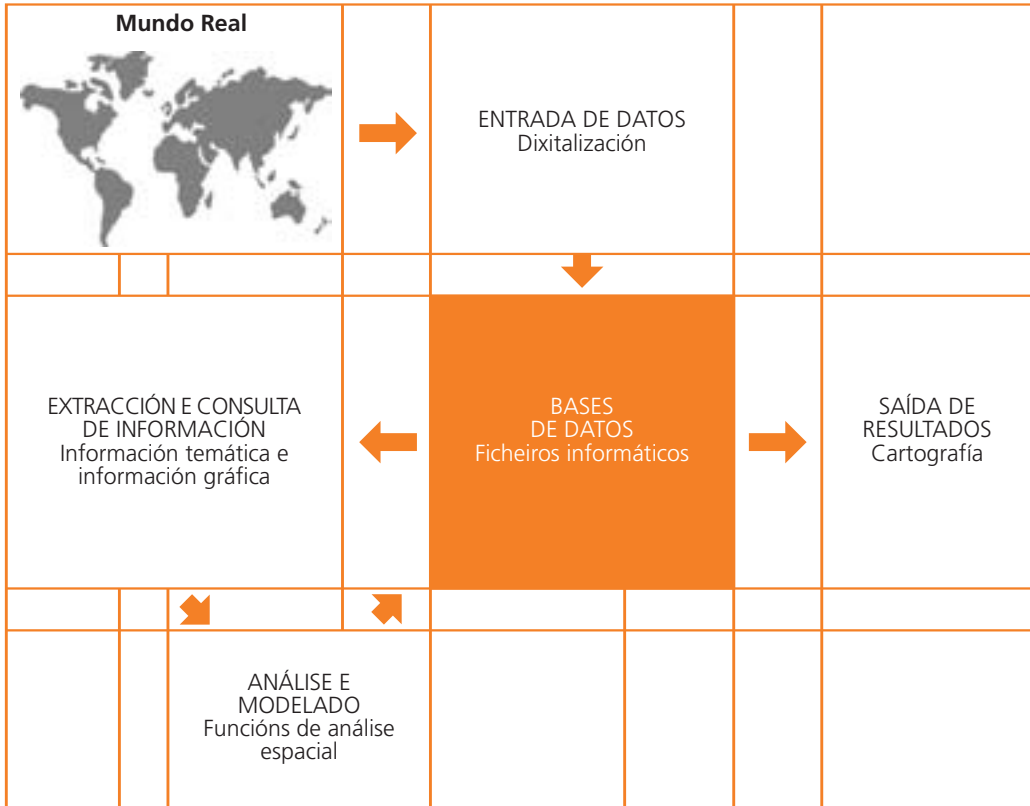 Mundo Real
ENTRADA DE DATOS
Dixitalización
EXTRACCIÓN E CONSULTA
DE INFORMACIÓN
Información temática e
información gráfica
BASES
DE DATOS
Ficheiros informáticos
SAÍDA DE
RESULTADOS
Cartografía
ANÁLISE E
MODELADO
Funcións de análise
espacial